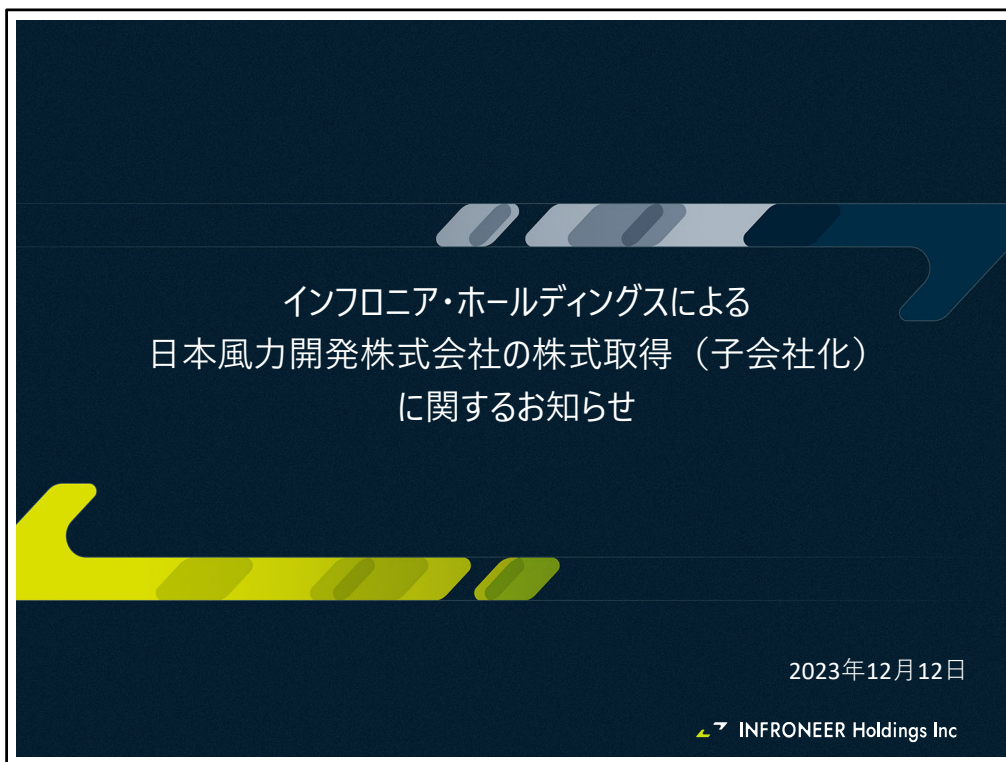 インフロニア・ホールディングスによる
日本風力開発株式会社の株式取得（子会社化）
に関するお知らせ
2023年12月12日
INFRONEER Holdings Inc